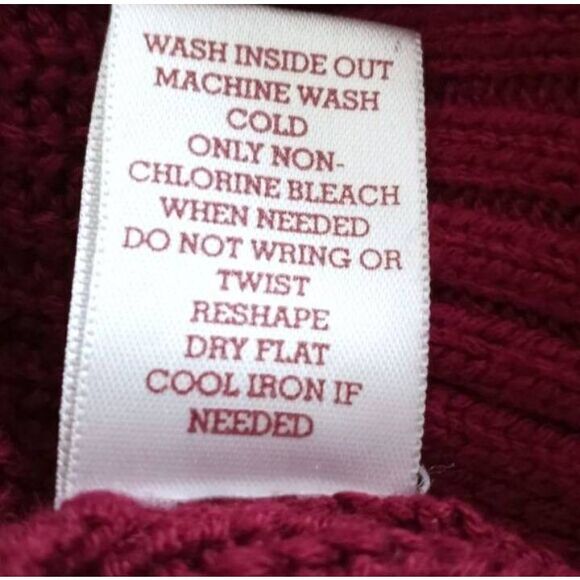 WASH INSIDE OUT
MACHINE WASH
COLD
ONLY NON-
CHLORINE BLEACH
WHEN NEEDED
DO NOT WRING OR
TWIST
RESHAPE
DRY FLAT
COOL IRON IF
NEEDED